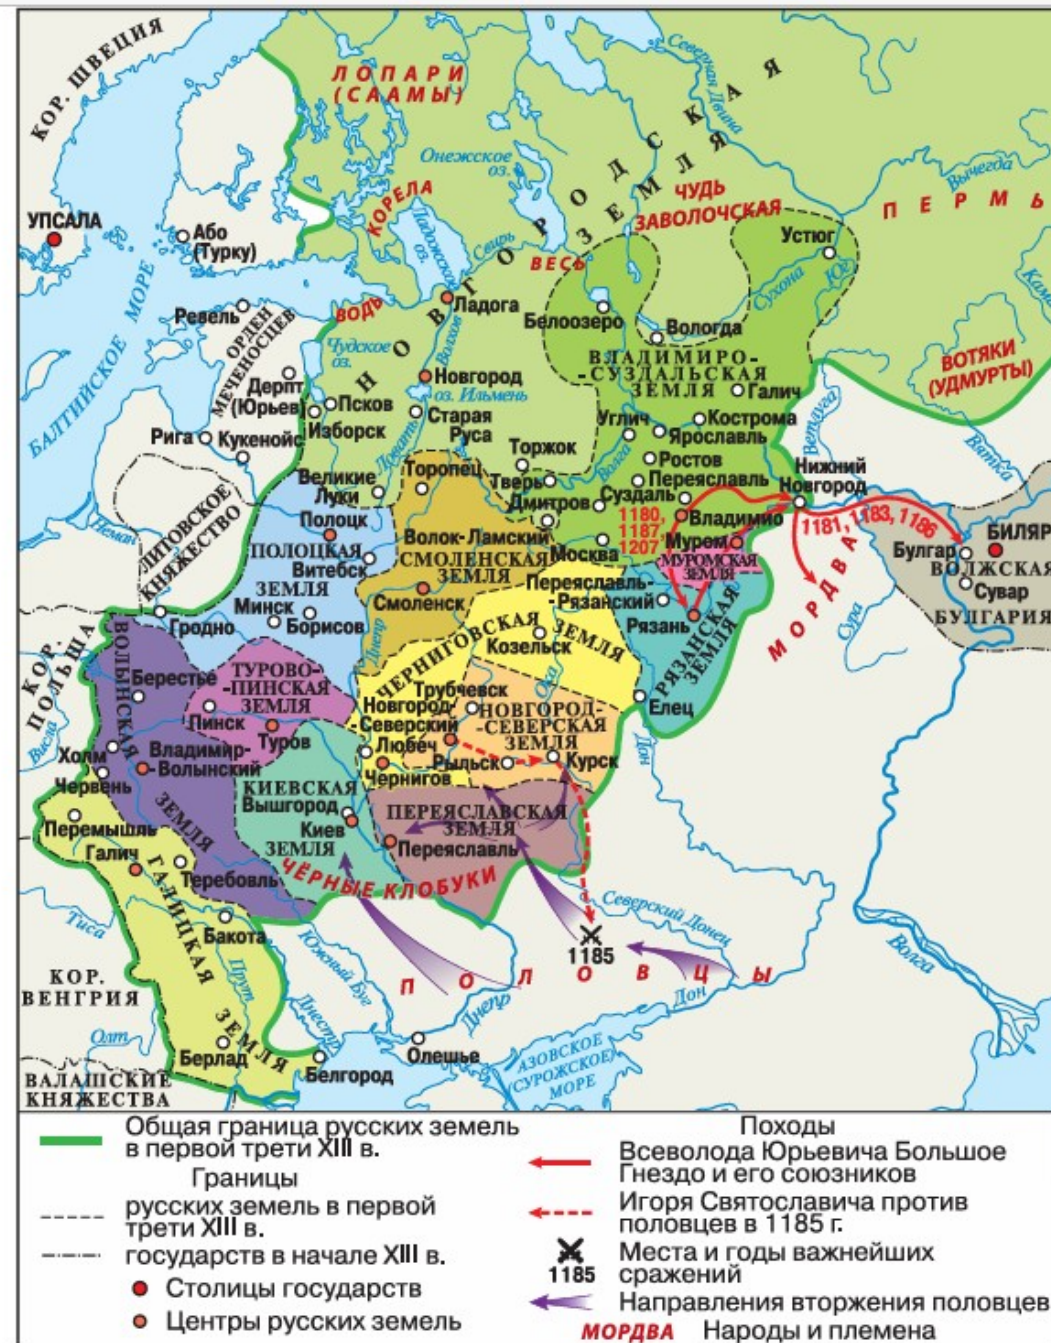 КОР. ШВЕЦИЯ
ЛОПАРИ
(СААМЫ)
Северная Двина
НОВГОРОДСКАЯ
ЗЕМЛЯ
Онежское
оз.
КОРЕЛА
Ладожское
оз.
Свирь
ЧУДЬ
ЗАВОЛОЧСКАЯ
Вычегда
ПЕРМЬ
УПСАЛА
Або
(Турку)
ВЕСЬ
Устюг
Юг
Сухона
Кама
БАЛТИЙСКОЕ МОРЕ
Ревель
ОРДЕН
МЕЧЕНОСЦЕВ
ВОДЬ
Ладога
Волхов
Белоозеро
Вологда
Чудское
оз.
ВЛАДИМИРО-
-СУЗДАЛЬСКАЯ
ЗЕМЛЯ
ВОТЯКИ
(УДМУРТЫ)
Дерпт
(Юрьев)
Псков
Изборск
Новгород
оз. Ильмень
Старая
Руса
Галич
Ветлуга
Вятка
Рига
Кукенойс
Ловать
Углич
Кострома
Ярославль
Волга
Торжок
Ростов
Тверь
Переяславль
Нижний
Новгород
Великие
Луки
Торопец
Дмитров
Суздаль
Неман
ЛИТОВСКОЕ
КНЯЖЕСТВО
Полоцк
ПОЛОЦКАЯ
ЗЕМЛЯ
Витебск
Волок-Ламский
СМОЛЕНСКАЯ
ЗЕМЛЯ
Москва
1180,
1187,
1207
Владимио
Муром
МУРОМСКАЯ
ЗЕМЛЯ
1181, 1183, 1186
БИЛЯР
Булгар
ВОЛЖСКАЯ
Сувар
БУЛГАРИЯ
МОРДВА
Сура
Переяславль-
-Рязанский
Рязань
РЯЗАНСКАЯ
ЗЕМЛЯ
Смоленск
Минск
Борисов
Гродно
Днепр
ЧЕРНИГОВСКАЯ
ЗЕМЛЯ
Козельск
Ока
Елец
Дон
КОР.
ПОЛЬША
Висла
ВОЛЫНСКАЯ
ЗЕМЛЯ
Берестье
ТУРОВО-
-ПИНСКАЯ
ЗЕМЛЯ
Пинск
Туров
Трубчевск
Новгород-
-Северский
НОВГОРОД-
-СЕВЕРСКАЯ
ЗЕМЛЯ
Любеч
Чернигов
Рыльск
Курск
Холм
Червень
Владимир-
-Волынский
КИЕВСКАЯ
ЗЕМЛЯ
Вышгород
Киев
ПЕРЕЯСЛАВСКАЯ
ЗЕМЛЯ
Переяславль
Перемышль
Галич
Теребовль
ГАЛИЦКАЯ
ЗЕМЛЯ
ЧЁРНЫЕ КЛОБУКИ
Северский Донец
1185
Тиса
Бакота
Южный Буг
ПОЛОВЦЫ
Днепр
Дон
Волга
КОР.
ВЕНГРИЯ
Прут
Днестр
Олт
Берлад
Белгород
Олешье
АЗОВСКОЕ
(СУРОЖСКОЕ)
МОРЕ
ВАЛАШСКИЕ
КНЯЖЕСТВА
Общая граница русских земель
в первой трети XIII в.
Границы
русских земель в первой
трети XIII в.
государств в начале XIII в.
Столицы государств
Центры русских земель
Походы
Всеволода Юрьевича Большое
Гнездо и его союзников
Игоря Святославича против
половцев в 1185 г.
1185
Места и годы важнейших
сражений
Направления вторжения половцев
МОРДВА Народы и племена